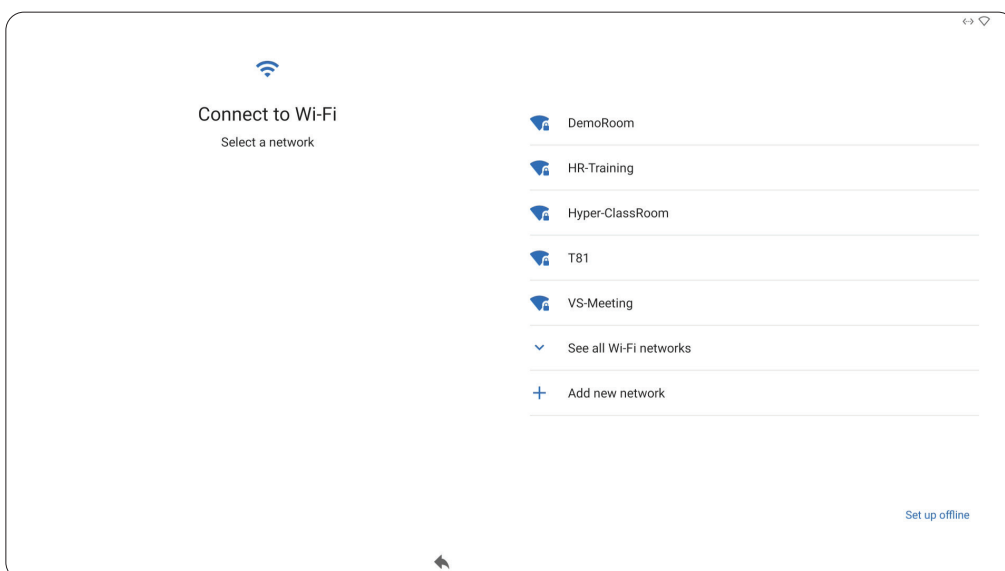 Connect to Wi-Fi
Select a network
DemoRoom
HR-Training
Hyper-ClassRoom
T81
VS-Meeting
See all Wi-Fi networks
Add new network
Set up offline